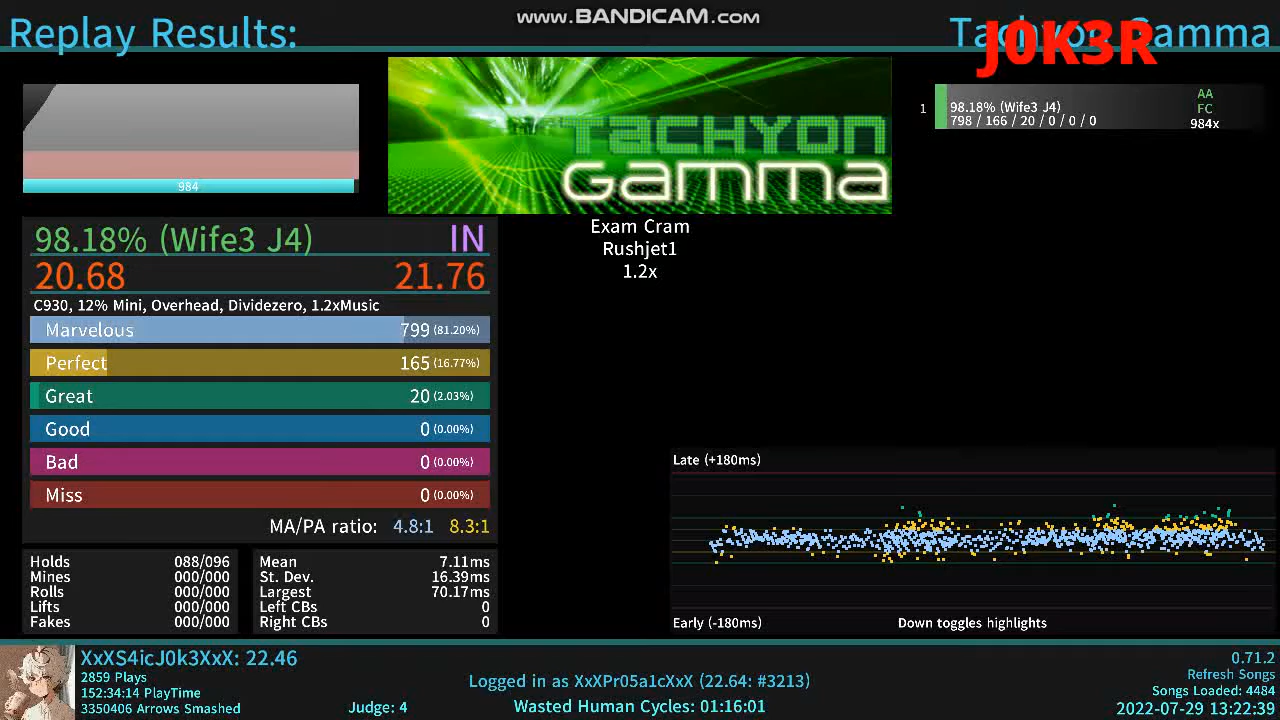 www.BANDICAM.com
Replay Results:
Tachyon Gamma
J0K3R
984
TACHYON
Gamma
1
98.18% (Wife3 J4)
798 / 166 / 20 / 0 / 0 / 0
AA
FC
984x
Exam Cram
Rushjet1
1.2x
98.18% (Wife3 J4) IN
20.68 21.76
C930, 12% Mini, Overhead, Dividezero, 1.2xMusic
Marvelous 799 (81.20%)
Perfect 165 (16.77%)
Great 20 (2.03%)
Good 0 (0.00%)
Bad 0 (0.00%)
Miss 0 (0.00%)
MA/PA ratio: 4.8:1 8.3:1
Holds 088/096
Mines 000/000
Rolls 000/000
Lifts 000/000
Fakes 000/000
Mean 7.11ms
St. Dev. 16.39ms
Largest 70.17ms
Left CBs 0
Right CBs 0
Late (+180ms)
Early (-180ms)
Down toggles highlights
XxXS4icJ0k3XxX: 22.46
2859 Plays
152:34:14 PlayTime
3350406 Arrows Smashed
Judge: 4
Logged in as XxXPr05a1cXxX (22.64: #3213)
Wasted Human Cycles: 01:16:01
0.71.2
Refresh Songs
Songs Loaded: 4484
2022-07-29 13:22:39